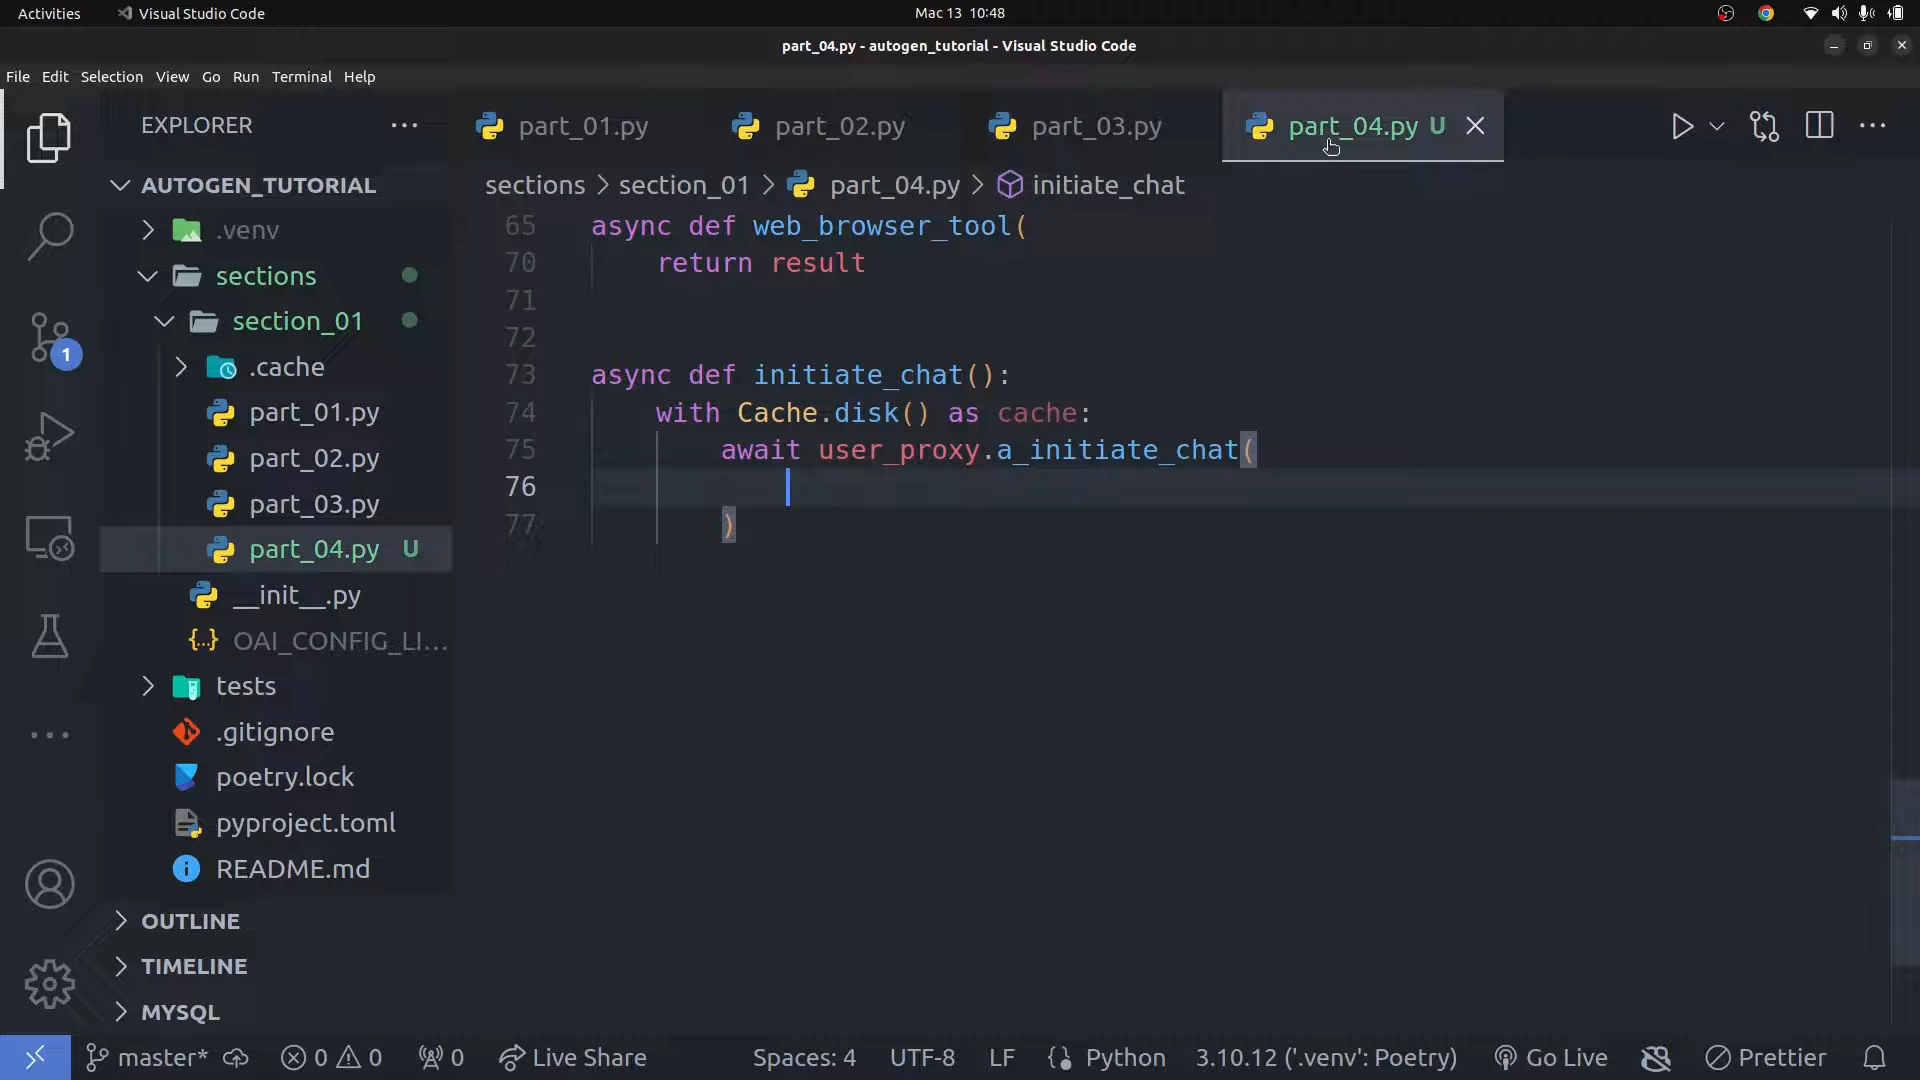 Activities Visual Studio Code Mac 13 10:48
part_04.py - autogen_tutorial - Visual Studio Code
File Edit Selection View Go Run Terminal Help
EXPLORER
AUTOGEN_TUTORIAL
.venv
sections
section_01
.cache
part_01.py
part_02.py
part_03.py
part_04.py U
__init__.py
OAI_CONFIG_LI...
tests
.gitignore
poetry.lock
pyproject.toml
README.md
OUTLINE
TIMELINE
MYSQL
part_01.py part_02.py part_03.py part_04.py U
sections > section_01 > part_04.py > initiate_chat
65 async def web_browser_tool(
70 return result
71
72
73 async def initiate_chat():
74 with Cache.disk() as cache:
75 await user_proxy.a_initiate_chat(
76
77 )
1
master* 0 0 0 Live Share Spaces: 4 UTF-8 LF Python 3.10.12 ('.venv': Poetry) Go Live Prettier